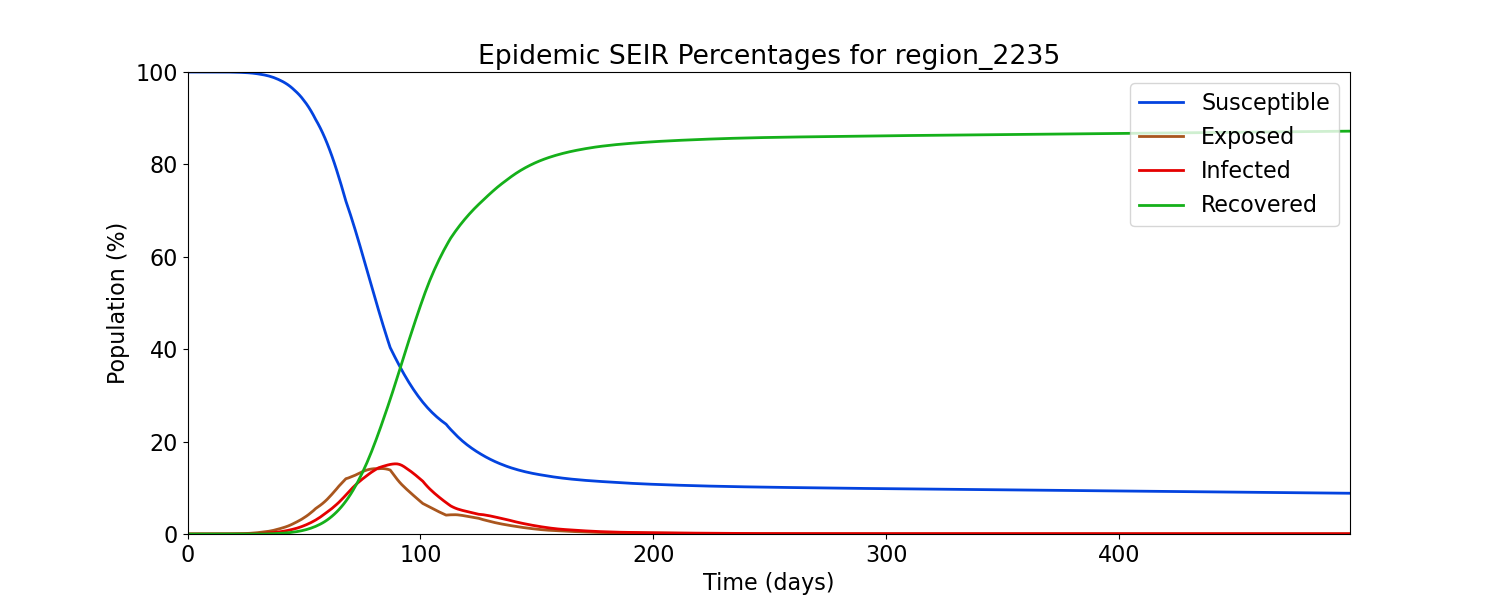 Epidemic SEIR Percentages for region_2235
Population (%)
100
80
60
40
20
0
0 100 200 300 400
Time (days)
Susceptible
Exposed
Infected
Recovered